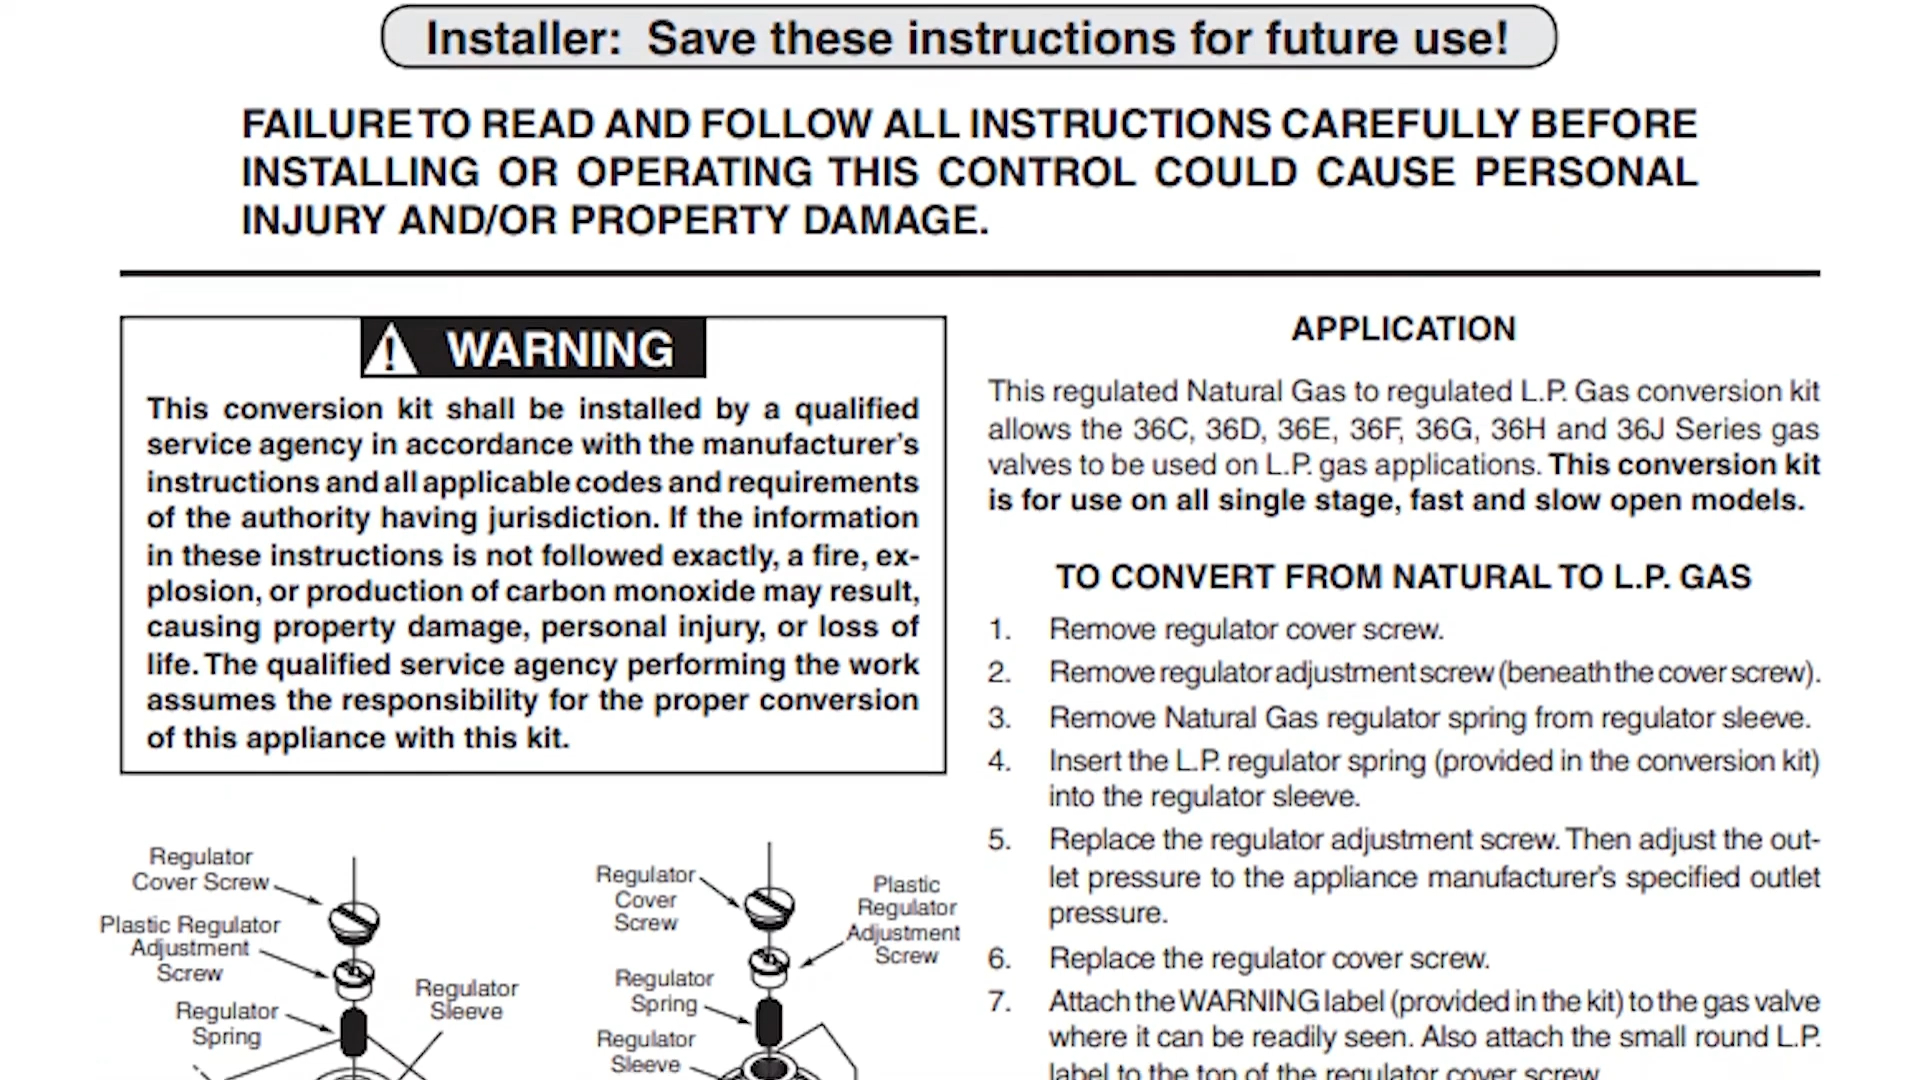 Installer: Save these instructions for future use!
FAILURE TO READ AND FOLLOW ALL INSTRUCTIONS CAREFULLY BEFORE
INSTALLING OR OPERATING THIS CONTROL COULD CAUSE PERSONAL
INJURY AND/OR PROPERTY DAMAGE.
WARNING
This conversion kit shall be installed by a qualified
service agency in accordance with the manufacturer's
instructions and all applicable codes and requirements
of the authority having jurisdiction. If the information
in these instructions is not followed exactly, a fire, ex-
plosion, or production of carbon monoxide may result,
causing property damage, personal injury, or loss of
life. The qualified service agency performing the work
assumes the responsibility for the proper conversion
of this appliance with this kit.
Regulator
Cover Screw
Plastic Regulator
Adjustment
Screw
Regulator
Spring
Regulator
Sleeve
Regulator
Cover
Screw
Plastic
Regulator
Adjustment
Screw
Regulator
Spring
Regulator
Sleeve
APPLICATION
This regulated Natural Gas to regulated L.P. Gas conversion kit
allows the 36C, 36D, 36E, 36F, 36G, 36H and 36J Series gas
valves to be used on L.P. gas applications. This conversion kit
is for use on all single stage, fast and slow open models.
TO CONVERT FROM NATURAL TO L.P. GAS
1. Remove regulator cover screw.
2. Remove regulator adjustment screw (beneath the cover screw).
3. Remove Natural Gas regulator spring from regulator sleeve.
4. Insert the L.P. regulator spring (provided in the conversion kit)
into the regulator sleeve.
5. Replace the regulator adjustment screw. Then adjust the out-
let pressure to the appliance manufacturer's specified outlet
pressure.
6. Replace the regulator cover screw.
7. Attach the WARNING label (provided in the kit) to the gas valve
where it can be readily seen. Also attach the small round L.P.
label to the top of the regulator cover screw.